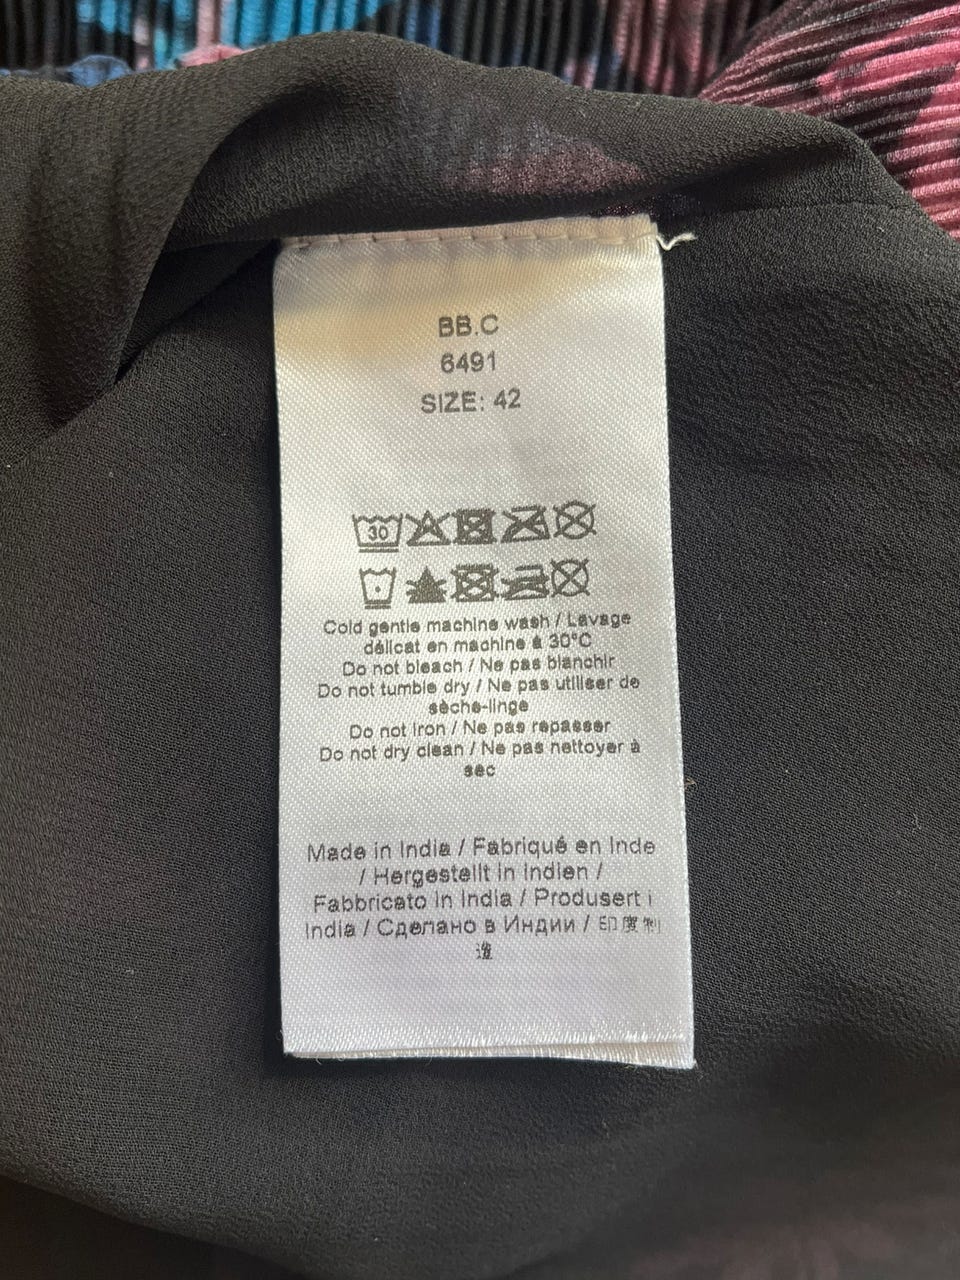 BB.C
6491
SIZE: 42
30
Cold gentle machine wash / Lavage
délicat en machine à 30°C
Do not bleach / Ne pas blanchir
Do not tumble dry / Ne pas utiliser de
sèche-linge
Do not iron / Ne pas repasser
Do not dry clean / Ne pas nettoyer à
sec
Made in India / Fabriqué en Inde
/ Hergestellt in Indien /
Fabbricato in India / Produsert i
India / Сделано в Индии / 印度制
造